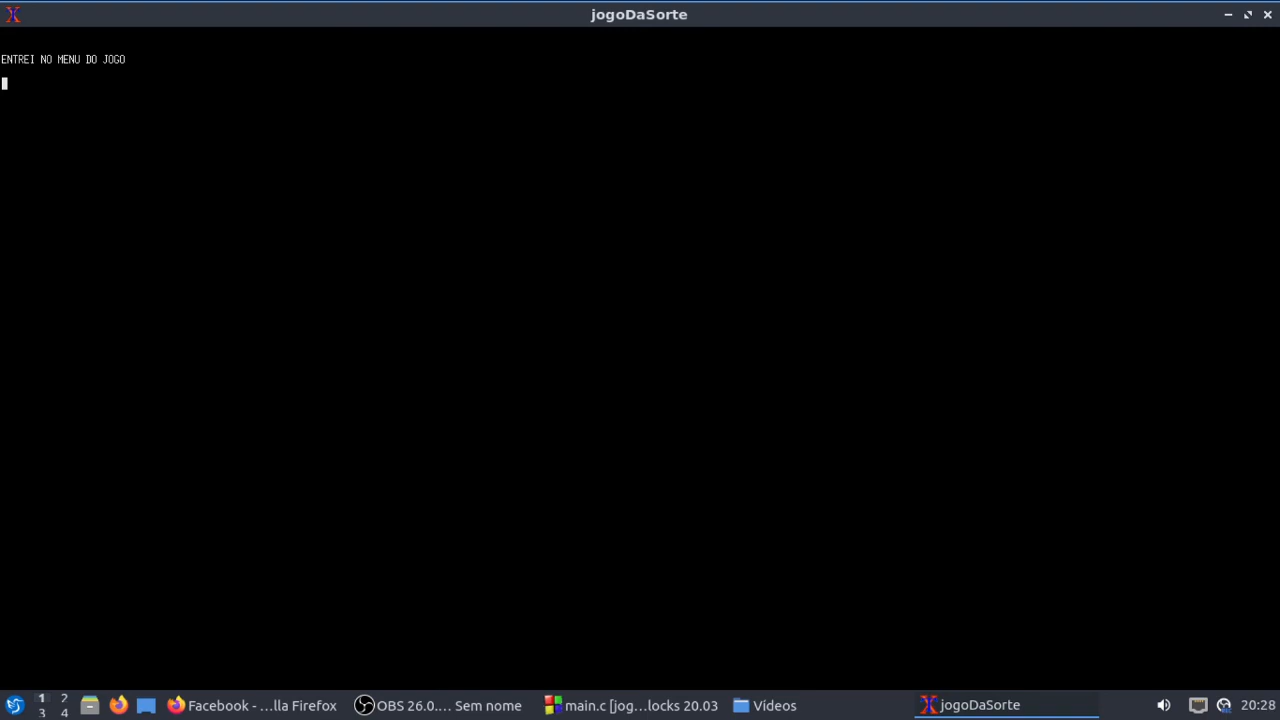 jogoDaSorte
ENTREI NO MENU DO JOGO
1 2
3 4
Facebook - ...lla Firefox
OBS 26.0.... Sem nome
main.c [jog...locks 20.03
Vídeos
jogoDaSorte
20:28